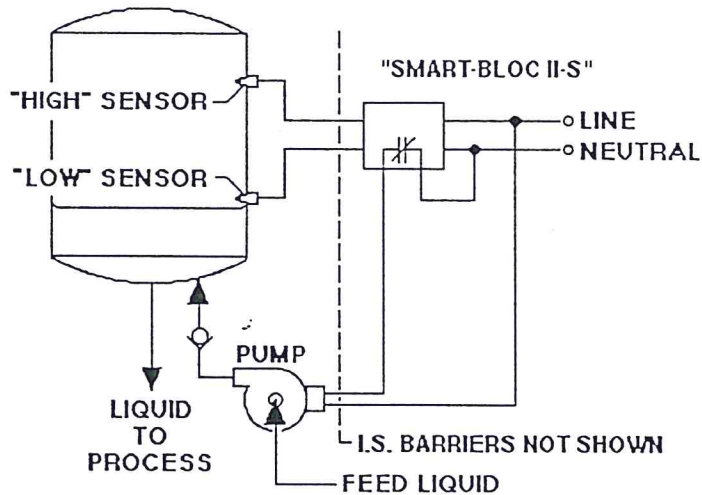 "SMART-BLOC II-S"
"HIGH" SENSOR
LINE
NEUTRAL
"LOW" SENSOR
PUMP
LIQUID
TO
PROCESS
I.S. BARRIERS NOT SHOWN
FEED LIQUID